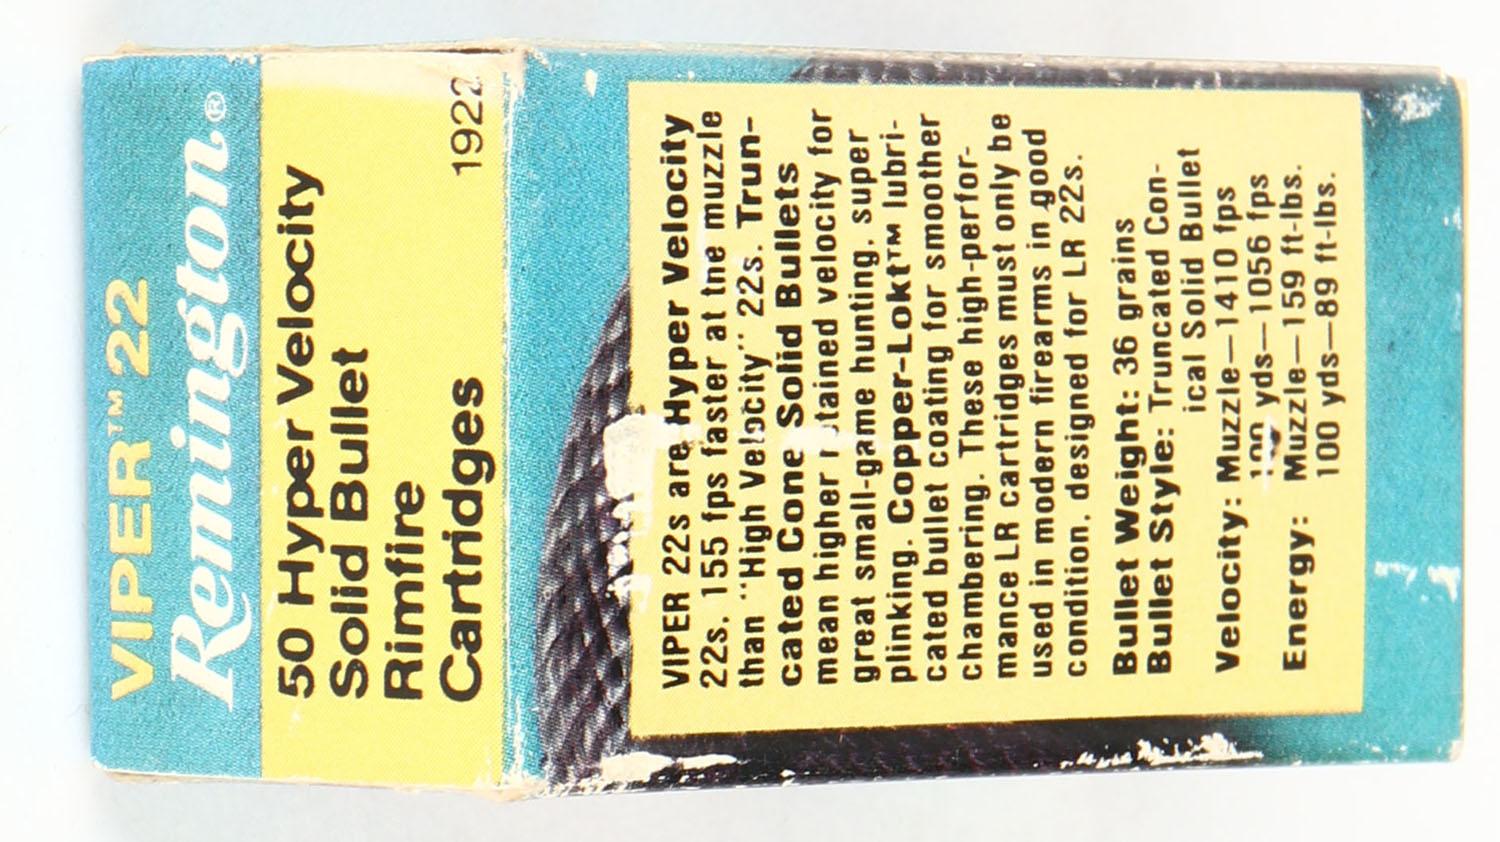 VIPER™ 22
Remington®
50 Hyper Velocity
Solid Bullet
Rimfire
Cartridges 1922
VIPER 22s are Hyper Velocity
22s. 155 fps faster at the muzzle
than "High Velocity" 22s. Trun-
cated Cone Solid Bullets
mean higher retained velocity for
great small-game hunting, super
plinking. Copper-Lokt™ lubri-
cated bullet coating for smoother
chambering. These high-perfor-
mance LR cartridges must only be
used in modern firearms in good
condition, designed for LR 22s.
Bullet Weight: 36 grains
Bullet Style: Truncated Con-
ical Solid Bullet
Velocity: Muzzle—1410 fps
100 yds—1056 fps
Energy: Muzzle—159 ft-lbs.
100 yds—89 ft-lbs.